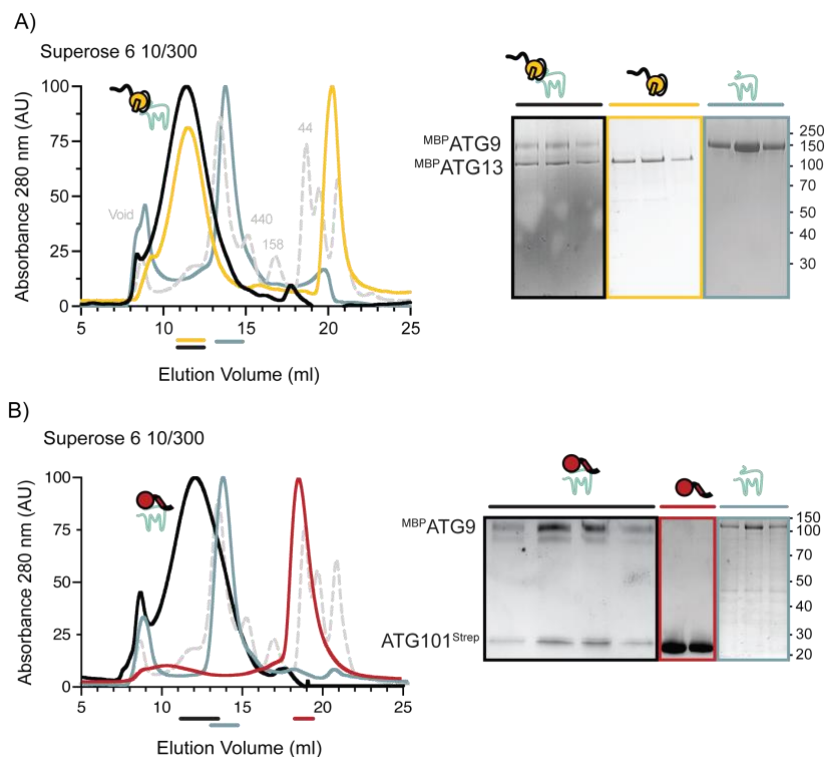 A)
Superose 6 10/300
Absorbance 280 nm (AU)
100
75
50
25
0
Void
440
158
44
5
10
15
20
25
Elution Volume (ml)
MBPATG9
MBPATG13
250
150
100
70
50
40
30
B)
Superose 6 10/300
Absorbance 280 nm (AU)
100
75
50
25
0
5
10
15
20
25
Elution Volume (ml)
MBPATG9
ATG101Strep
150
100
70
50
40
30
20